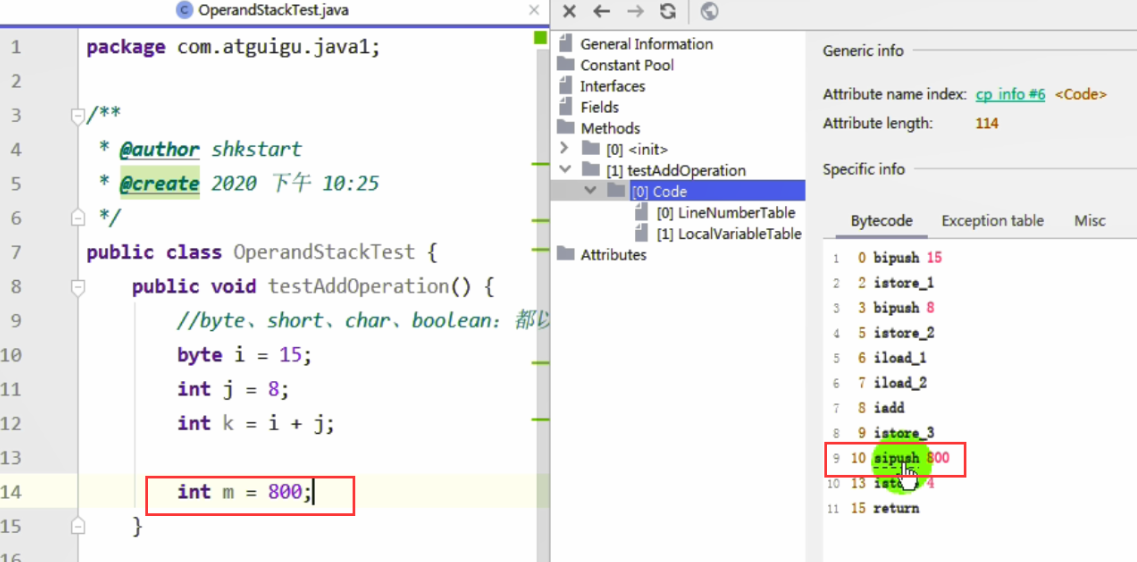 OperandStackTest.java
1 package com.atguigu.java1;
2
3 /**
4 * @author shkstart
5 * @create 2020 下午 10:25
6 */
7 public class OperandStackTest {
8 public void testAddOperation() {
9 //byte、short、char、boolean：都以
10 byte i = 15;
11 int j = 8;
12 int k = i + j;
13
14 int m = 800;
15 }
16
General Information
Constant Pool
Interfaces
Fields
Methods
[0] <init>
[1] testAddOperation
[0] Code
[0] LineNumberTable
[1] LocalVariableTable
Attributes
Generic info
Attribute name index: cp_info #6 <Code>
Attribute length: 114
Specific info
Bytecode Exception table Misc
1 0 bipush 15
2 2 istore_1
3 3 bipush 8
4 5 istore_2
5 6 iload_1
6 7 iload_2
7 8 iadd
8 9 istore_3
9 10 sipush 800
10 13 istore 4
11 15 return